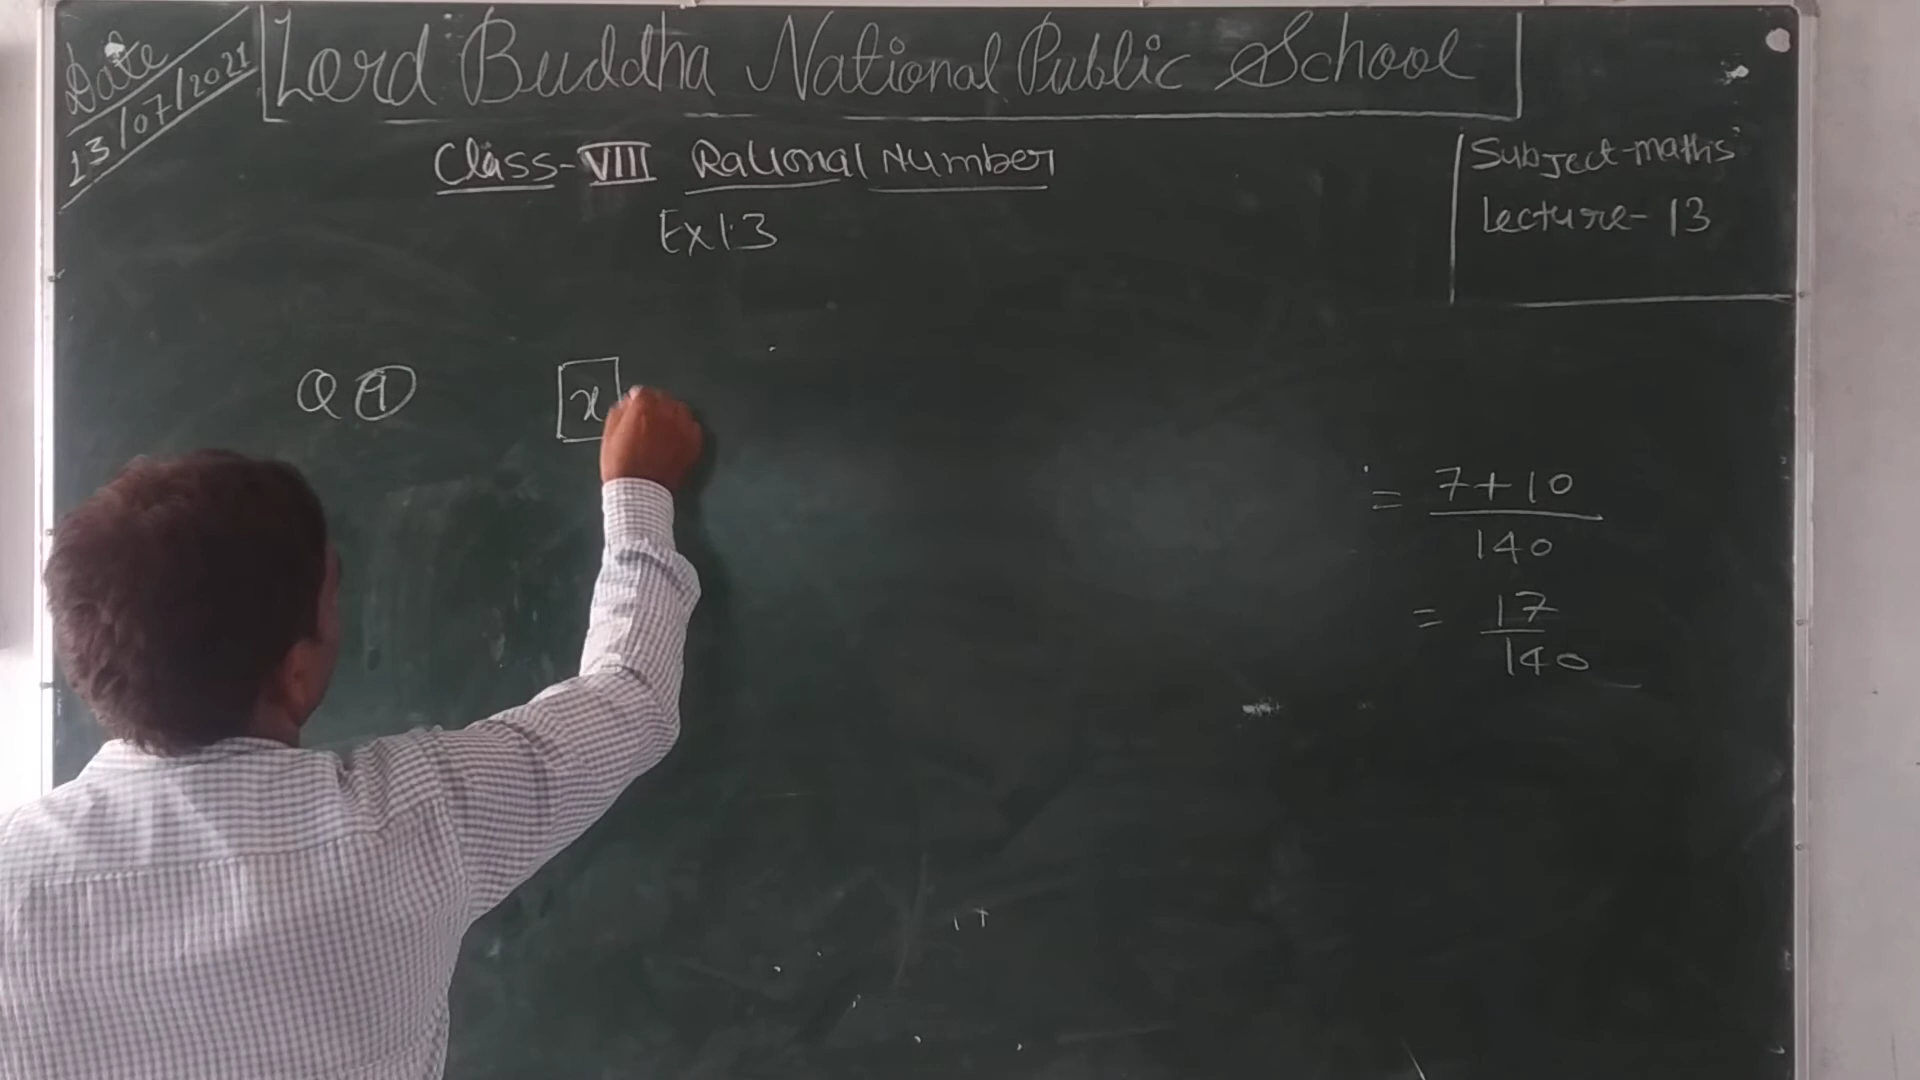 Date
13/07/2021
Lord Buddha National Public School
Class-VIII Rational Number
Ex 1.3
Subject-maths
Lecture-13
Q 9
x
= 7+10
140
= 17
140